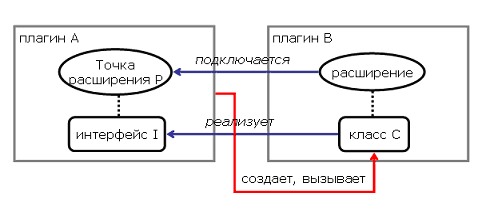 плагин A
плагин B
подключается
Точка
расширения P
расширение
реализует
интерфейс I
класс C
создает, вызывает